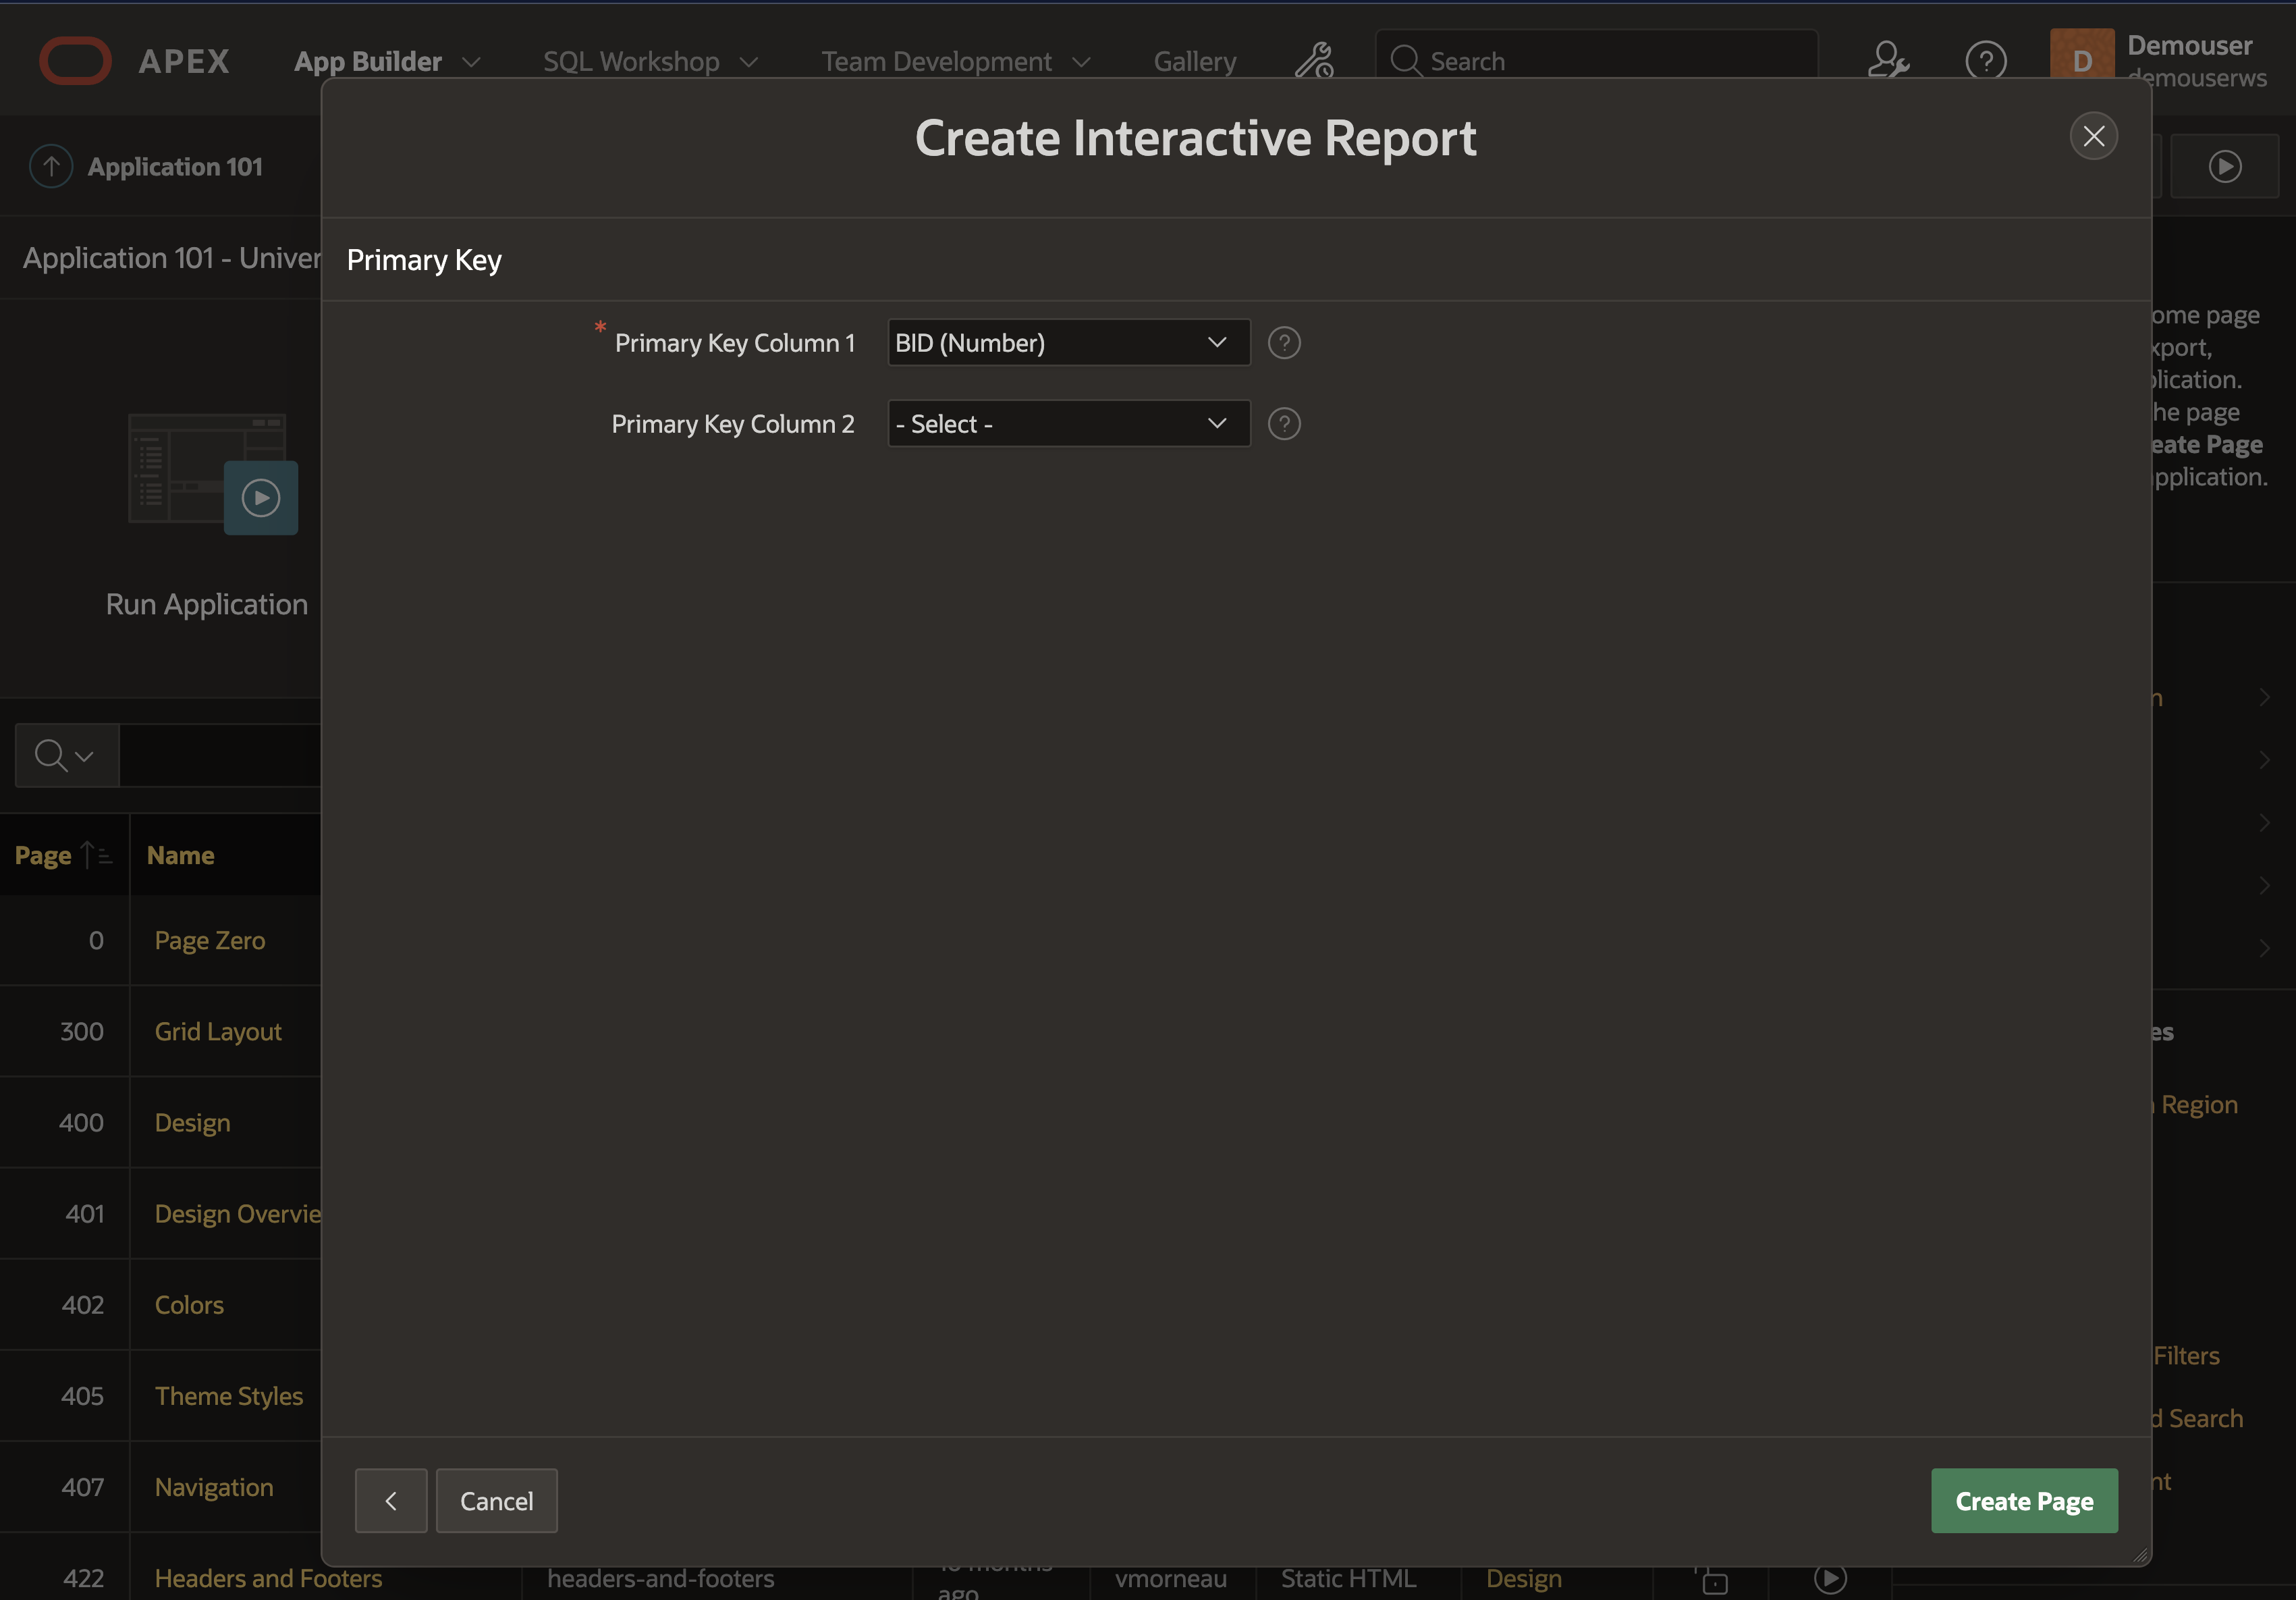 APEX App Builder SQL Workshop Team Development Gallery Search D Demouser
demouserws
Create Interactive Report
Application 101
Application 101 - Univer
Primary Key
* Primary Key Column 1 BID (Number) ?
Primary Key Column 2 - Select - ?
ome page
xport,
plication.
he page
eate Page
pplication.
Run Application
n
Page Name
0 Page Zero
300 Grid Layout
es
400 Design
Region
401 Design Overvie
402 Colors
Filters
405 Theme Styles
d Search
407 Navigation
nt
Cancel Create Page
422 Headers and Footers headers-and-footers months
ago vmorneau Static HTML Design